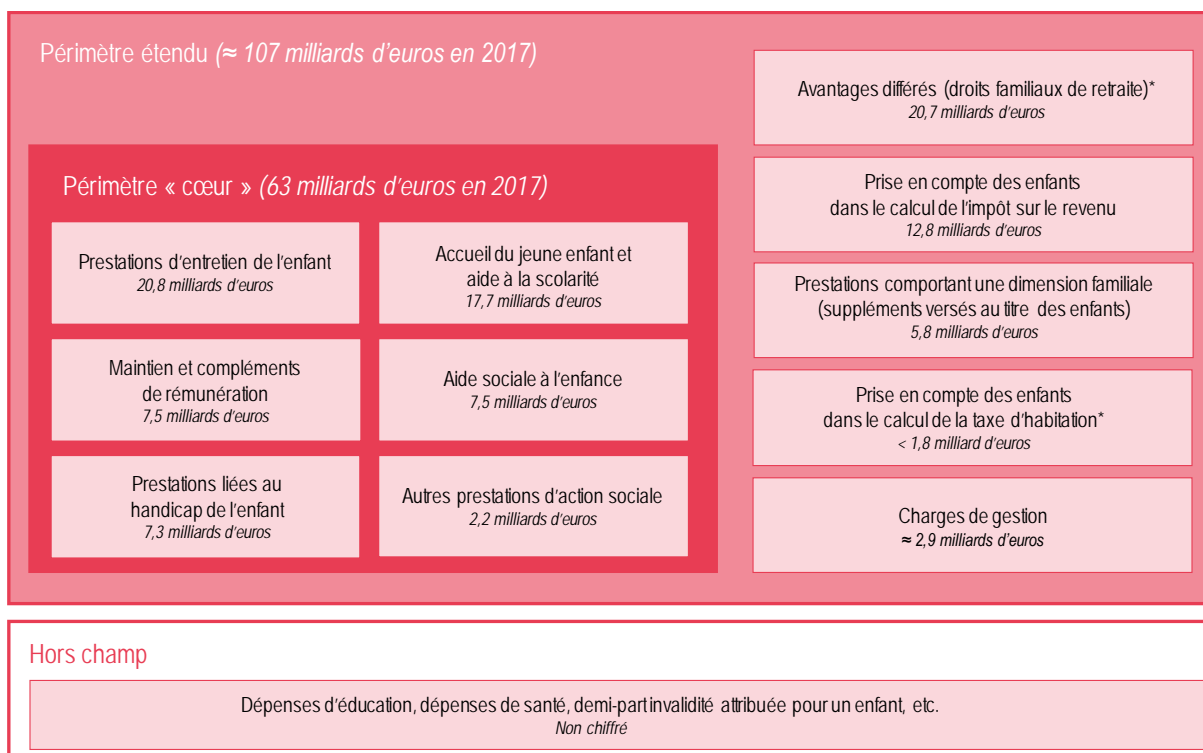 Périmètre étendu (≈ 107 milliards d'euros en 2017)
Périmètre « cœur » (63 milliards d'euros en 2017)
Prestations d'entretien de l'enfant
20,8 milliards d'euros
Accueil du jeune enfant et
aide à la scolarité
17,7 milliards d'euros
Maintien et compléments
de rémunération
7,5 milliards d'euros
Aide sociale à l'enfance
7,5 milliards d'euros
Prestations liées au
handicap de l'enfant
7,3 milliards d'euros
Autres prestations d'action sociale
2,2 milliards d'euros
Avantages différés (droits familiaux de retraite)*
20,7 milliards d'euros
Prise en compte des enfants
dans le calcul de l'impôt sur le revenu
12,8 milliards d'euros
Prestations comportant une dimension familiale
(suppléments versés au titre des enfants)
5,8 milliards d'euros
Prise en compte des enfants
dans le calcul de la taxe d'habitation*
< 1,8 milliard d'euros
Charges de gestion
≈ 2,9 milliards d'euros
Hors champ
Dépenses d'éducation, dépenses de santé, demi-part invalidité attribuée pour un enfant, etc.
Non chiffré